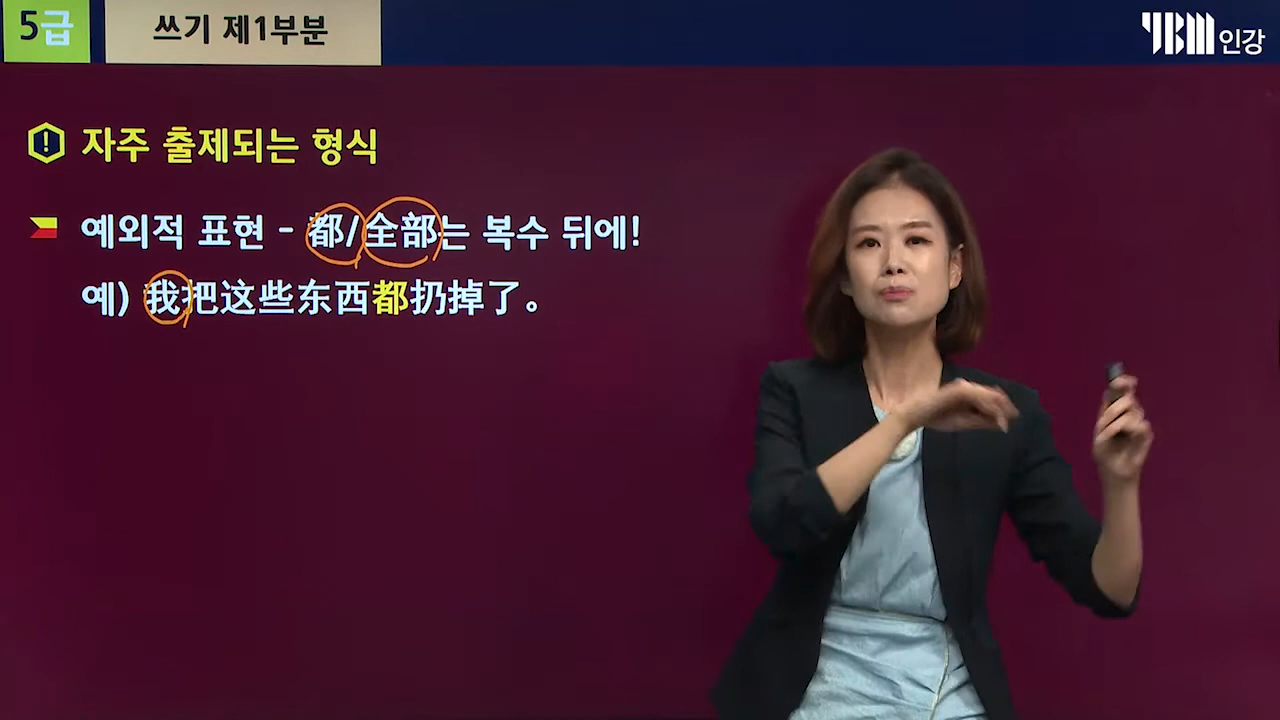 5급
쓰기 제1부분
YBM 인강
! 자주 출제되는 형식
예외적 표현 - 都/全部는 복수 뒤에!
예) 我把这些东西都扔掉了。